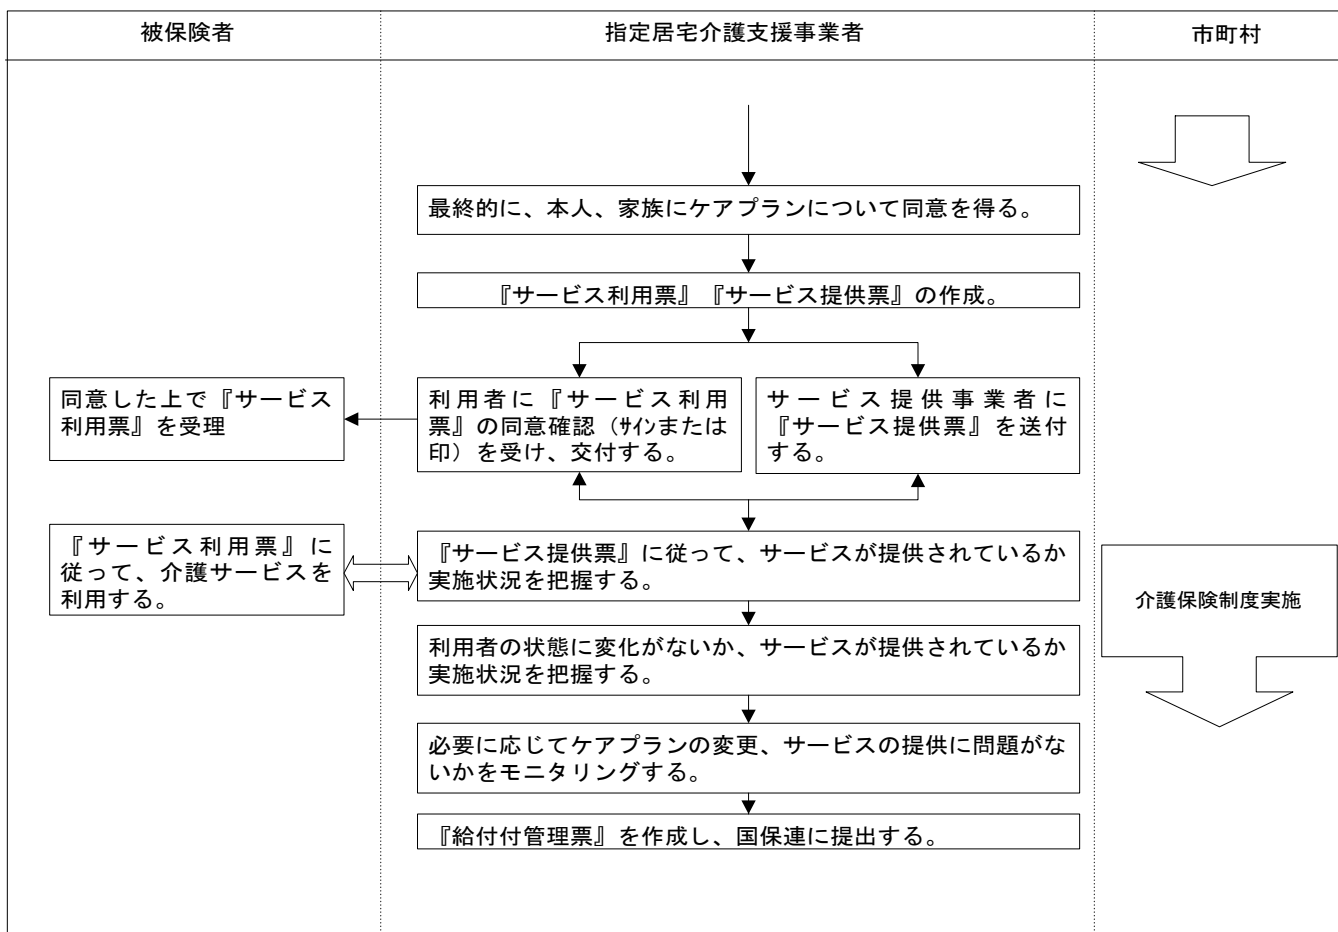 被保険者
指定居宅介護支援事業者
市町村
最終的に、本人、家族にケアプランについて同意を得る。
『サービス利用票』『サービス提供票』の作成。
同意した上で『サービス
利用票』を受理
利用者に『サービス利用
票』の同意確認（ｻｲﾝまたは
印）を受け、交付する。
サービス提供事業者に
『サービス提供票』を送付
する。
『サービス利用票』に
従って、介護サービスを
利用する。
『サービス提供票』に従って、サービスが提供されているか
実施状況を把握する。
介護保険制度実施
利用者の状態に変化がないか、サービスが提供されているか
実施状況を把握する。
必要に応じてケアプランの変更、サービスの提供に問題がな
いかをモニタリングする。
『給付付管理票』を作成し、国保連に提出する。